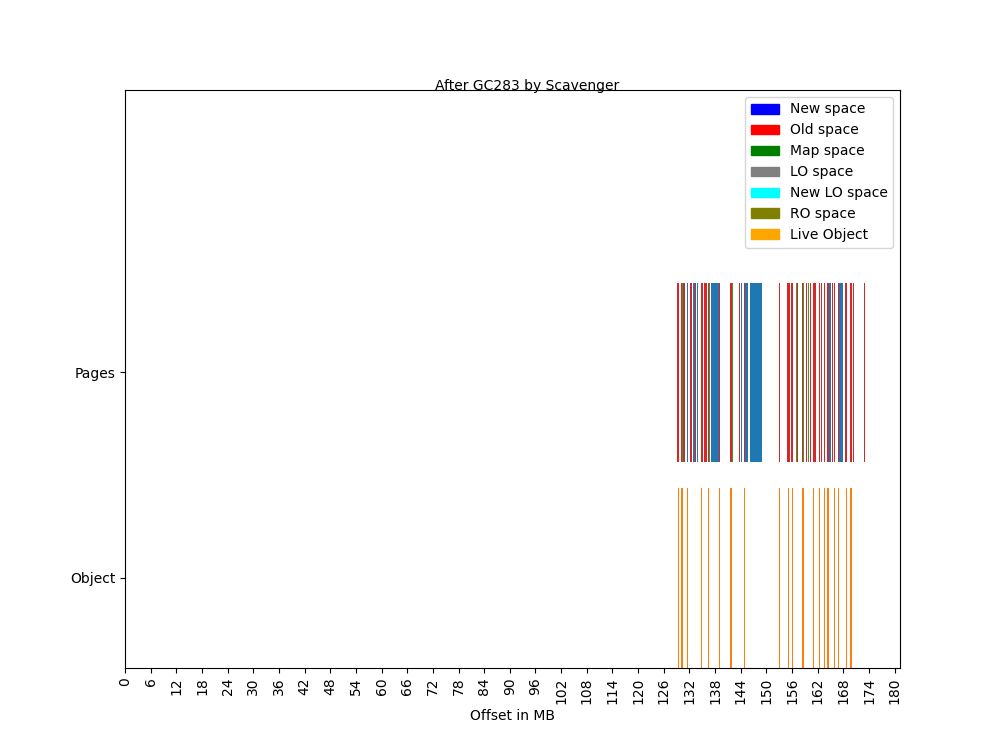 After GC283 by Scavenger
New space
Old space
Map space
LO space
New LO space
RO space
Live Object
Pages
Object
0 6 12 18 24 30 36 42 48 54 60 66 72 78 84 90 96 102 108 114 120 126 132 138 144 150 156 162 168 174 180
Offset in MB